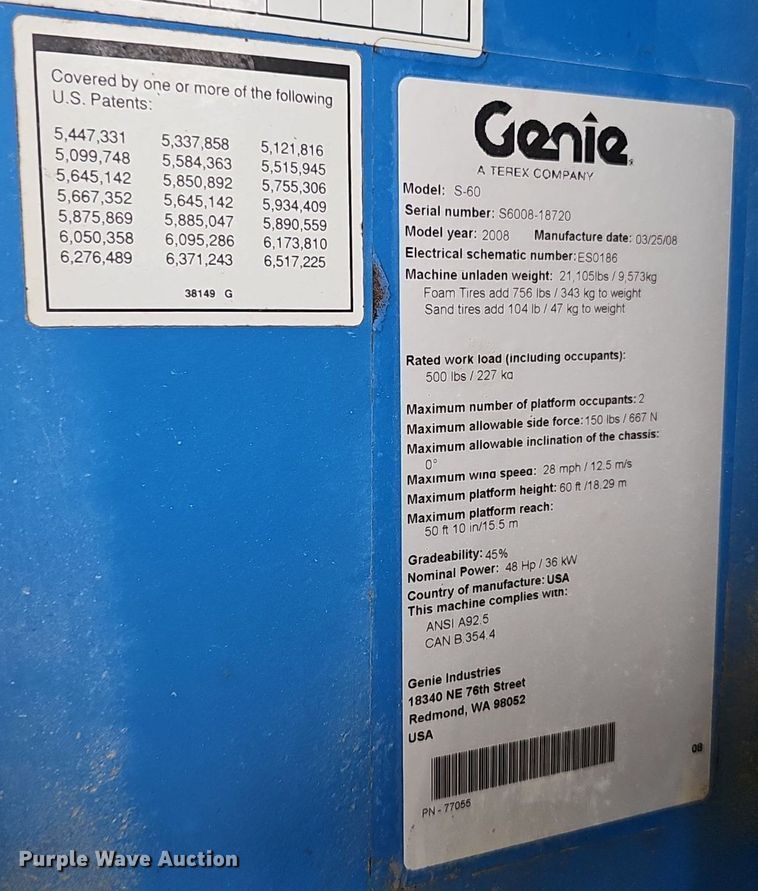 Covered by one or more of the following
U.S. Patents:
5,447,331 5,337,858 5,121,816
5,099,748 5,584,363 5,515,945
5,645,142 5,850,892 5,755,306
5,667,352 5,645,142 5,934,409
5,875,869 5,885,047 5,890,559
6,050,358 6,095,286 6,173,810
6,276,489 6,371,243 6,517,225
38149 G
Genie
A TEREX COMPANY
Model: S-60
Serial number: S6008-18720
Model year: 2008 Manufacture date: 03/25/08
Electrical schematic number: ES0186
Machine unladen weight: 21,105lbs / 9,573kg
Foam Tires add 756 lbs / 343 kg to weight
Sand tires add 104 lb / 47 kg to weight
Rated work load (including occupants):
500 lbs / 227 kg
Maximum number of platform occupants: 2
Maximum allowable side force: 150 lbs / 667 N
Maximum allowable inclination of the chassis:
0°
Maximum wind speed: 28 mph / 12.5 m/s
Maximum platform height: 60 ft /18.29 m
Maximum platform reach:
50 ft 10 in/15.5 m
Gradeability: 45%
Nominal Power: 48 Hp / 36 kW
Country of manufacture: USA
This machine complies with:
ANSI A92.5
CAN B.354.4
Genie Industries
18340 NE 76th Street
Redmond, WA 98052
USA
08
PN - 77055
Purple Wave Auction